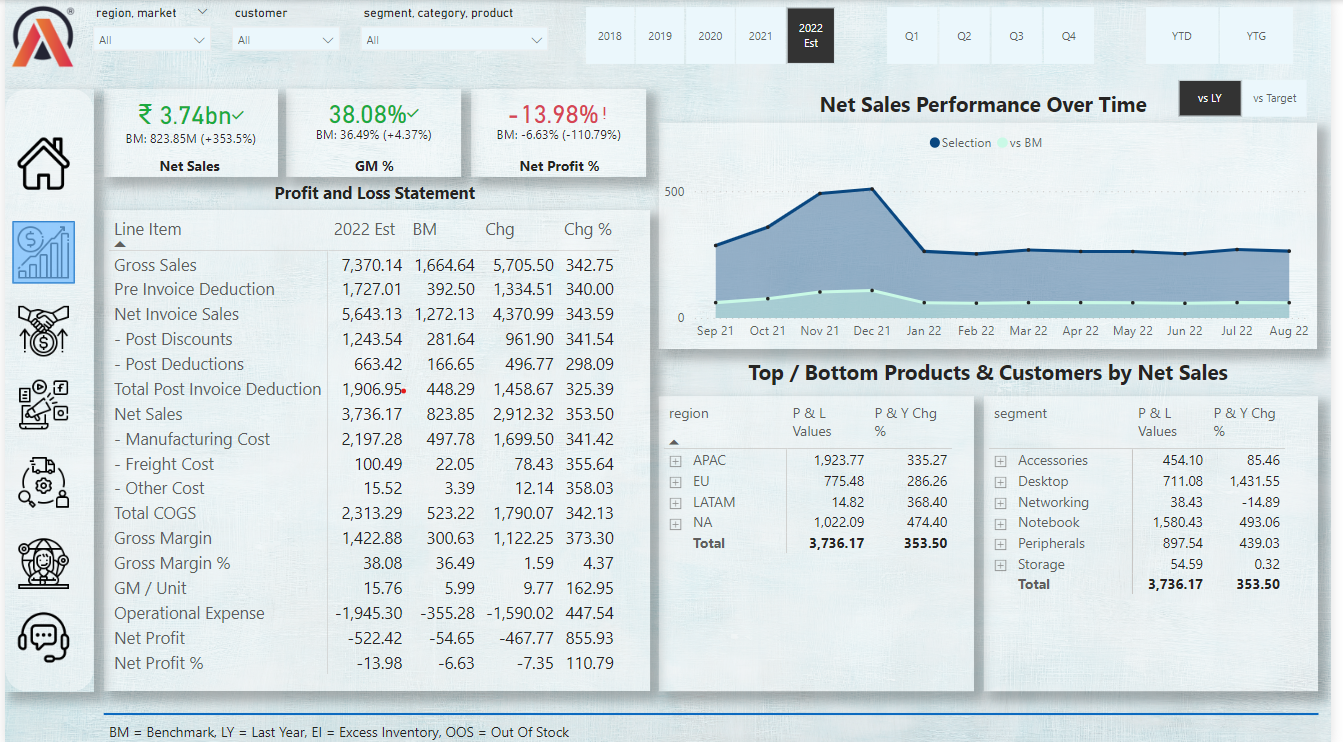 region, market
customer
segment, category, product
All
All
All
2018
2019
2020
2021
2022
Est
Q1
Q2
Q3
Q4
YTD
YTG
₹ 3.74bn
BM: 823.85M (+353.5%)
Net Sales
38.08%
BM: 36.49% (+4.37%)
GM %
-13.98%!
BM: -6.63% (-110.79%)
Net Profit %
Net Sales Performance Over Time
vs LY
vs Target
Selection
vs BM
500
0
Sep 21 Oct 21 Nov 21 Dec 21 Jan 22 Feb 22 Mar 22 Apr 22 May 22 Jun 22 Jul 22 Aug 22
Profit and Loss Statement
Line Item 2022 Est BM Chg Chg %
Gross Sales 7,370.14 1,664.64 5,705.50 342.75
Pre Invoice Deduction 1,727.01 392.50 1,334.51 340.00
Net Invoice Sales 5,643.13 1,272.13 4,370.99 343.59
- Post Discounts 1,243.54 281.64 961.90 341.54
- Post Deductions 663.42 166.65 496.77 298.09
Total Post Invoice Deduction 1,906.95 448.29 1,458.67 325.39
Net Sales 3,736.17 823.85 2,912.32 353.50
- Manufacturing Cost 2,197.28 497.78 1,699.50 341.42
- Freight Cost 100.49 22.05 78.43 355.64
- Other Cost 15.52 3.39 12.14 358.03
Total COGS 2,313.29 523.22 1,790.07 342.13
Gross Margin 1,422.88 300.63 1,122.25 373.30
Gross Margin % 38.08 36.49 1.59 4.37
GM / Unit 15.76 5.99 9.77 162.95
Operational Expense -1,945.30 -355.28 -1,590.02 447.54
Net Profit -522.42 -54.65 -467.77 855.93
Net Profit % -13.98 -6.63 -7.35 110.79
Top / Bottom Products & Customers by Net Sales
region P & L Values P & Y Chg %
APAC 1,923.77 335.27
EU 775.48 286.26
LATAM 14.82 368.40
NA 1,022.09 474.40
Total 3,736.17 353.50
segment P & L Values P & Y Chg %
Accessories 454.10 85.46
Desktop 711.08 1,431.55
Networking 38.43 -14.89
Notebook 1,580.43 493.06
Peripherals 897.54 439.03
Storage 54.59 0.32
Total 3,736.17 353.50
BM = Benchmark, LY = Last Year, EI = Excess Inventory, OOS = Out Of Stock